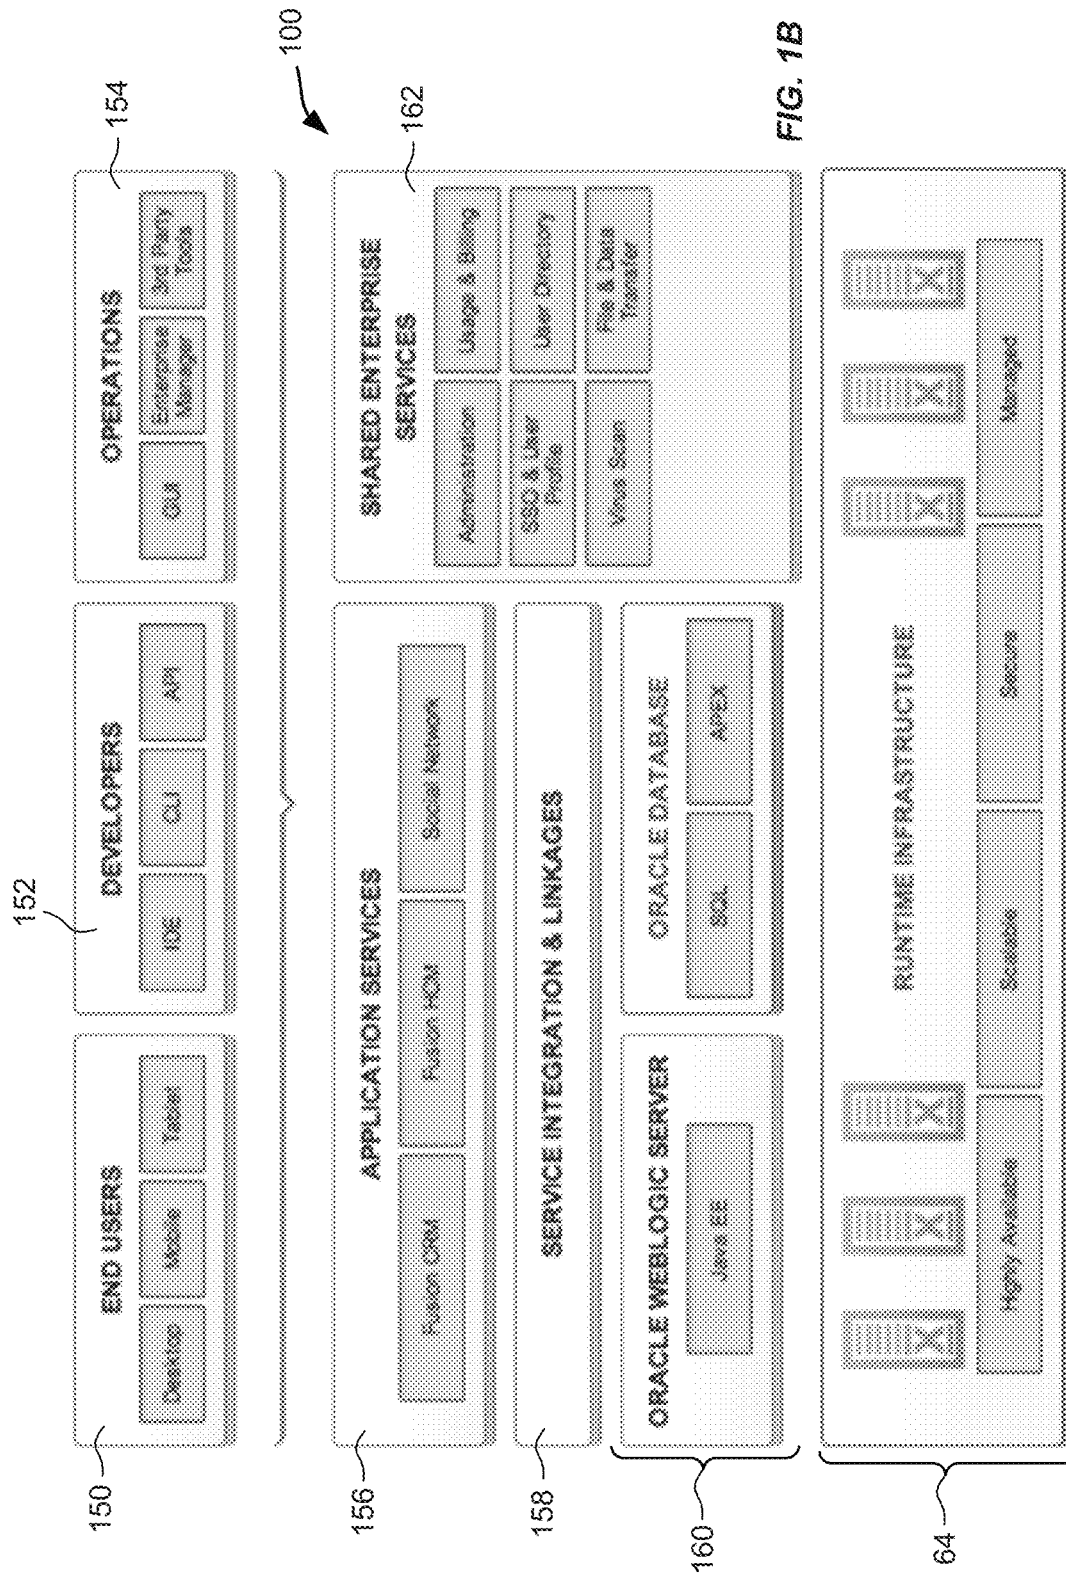 150
END USERS
Desktop
Mobile
Tablet
152
DEVELOPERS
IDE
CLI
API
154
OPERATIONS
GUI
Enterprise
Manager
3rd Party
Tools
100
156
APPLICATION SERVICES
Fusion CRM
Fusion HCM
Social Network
162
SHARED ENTERPRISE
SERVICES
Administration
Usage & Billing
SSO & User
Profile
User Directory
Virus Scan
File & Data
Transfer
158
SERVICE INTEGRATION & LINKAGES
160
ORACLE WEBLOGIC SERVER
Java EE
ORACLE DATABASE
SQL
APEX
FIG. 1B
64
RUNTIME INFRASTRUCTURE
Highly Available
Scalable
Secure
Managed